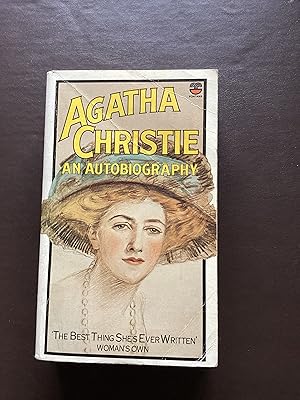 AGATHA
CHRISTIE
AN AUTOBIOGRAPHY
'THE BEST THING SHE'S EVER WRITTEN'
WOMAN'S OWN